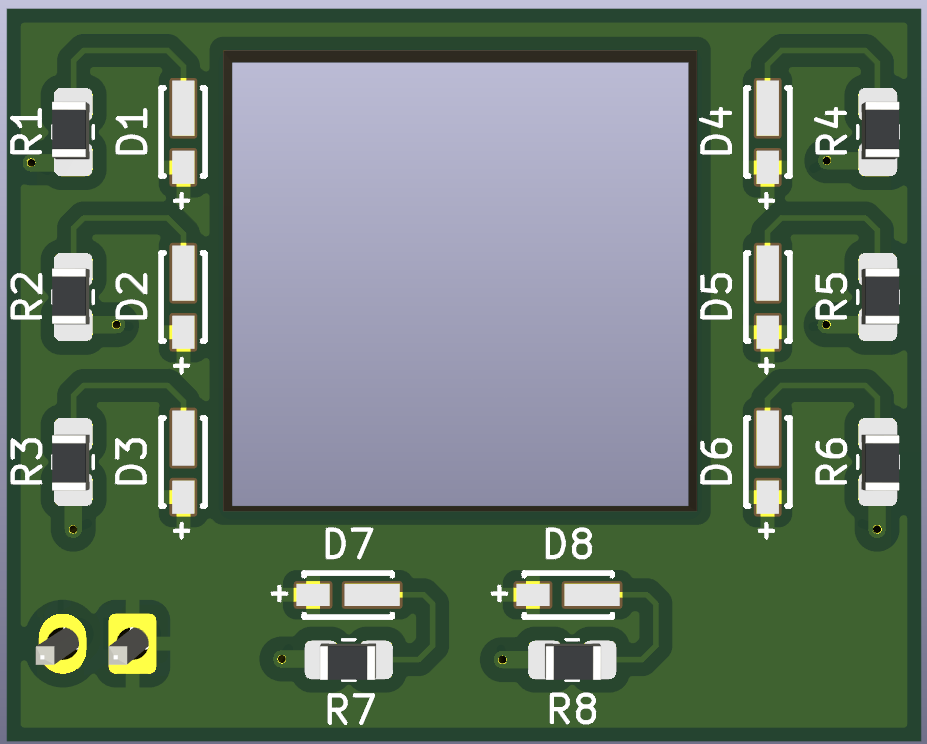 R1
D1
D4
R4
+
+
R2
D2
D5
R5
+
+
R3
D3
D6
R6
+
+
D7
D8
+
+
R7
R8